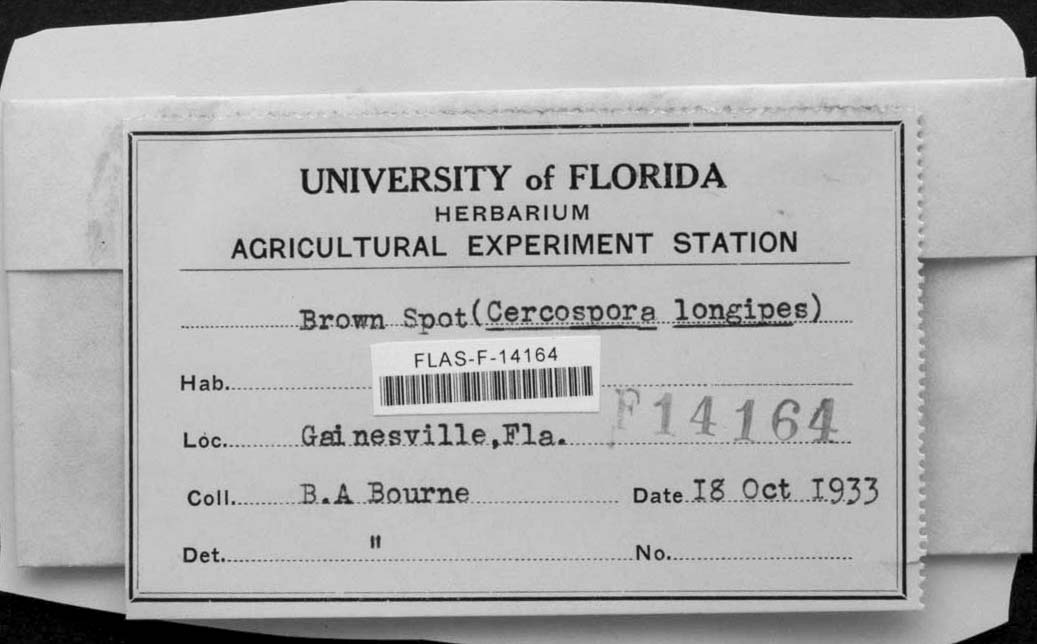 UNIVERSITY of FLORIDA
HERBARIUM
AGRICULTURAL EXPERIMENT STATION
Brown Spot(Cercospora longipes)
FLAS-F-14164
Hab.
F14164
Loc. Gainesville,Fla.
Coll. B.A Bourne Date I8 Oct I933
Det. " No.